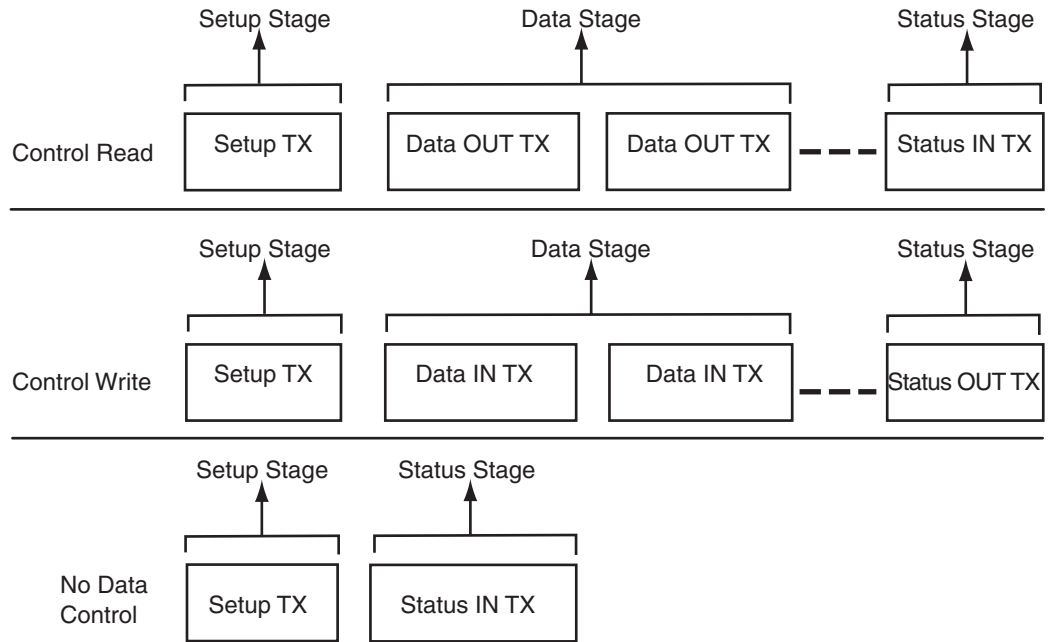 Setup Stage Data Stage Status Stage
Control Read Setup TX Data OUT TX Data OUT TX Status IN TX
Setup Stage Data Stage Status Stage
Control Write Setup TX Data IN TX Data IN TX Status OUT TX
Setup Stage Status Stage
No Data
Control Setup TX Status IN TX